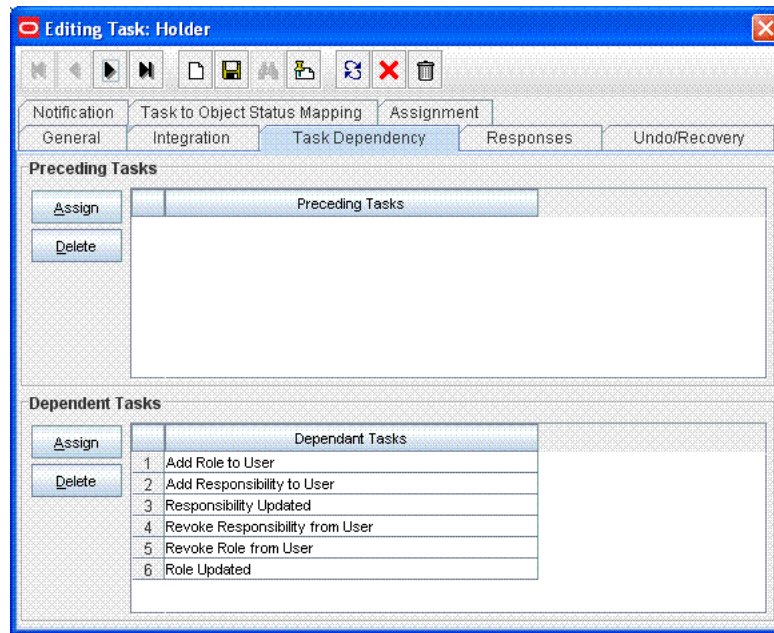 Editing Task: Holder
Notification Task to Object Status Mapping Assignment
General Integration Task Dependency Responses Undo/Recovery
Preceding Tasks
Assign Preceding Tasks
Delete
Dependent Tasks
Assign Dependant Tasks
1 Add Role to User
Delete 2 Add Responsibility to User
3 Responsibility Updated
4 Revoke Responsibility from User
5 Revoke Role from User
6 Role Updated